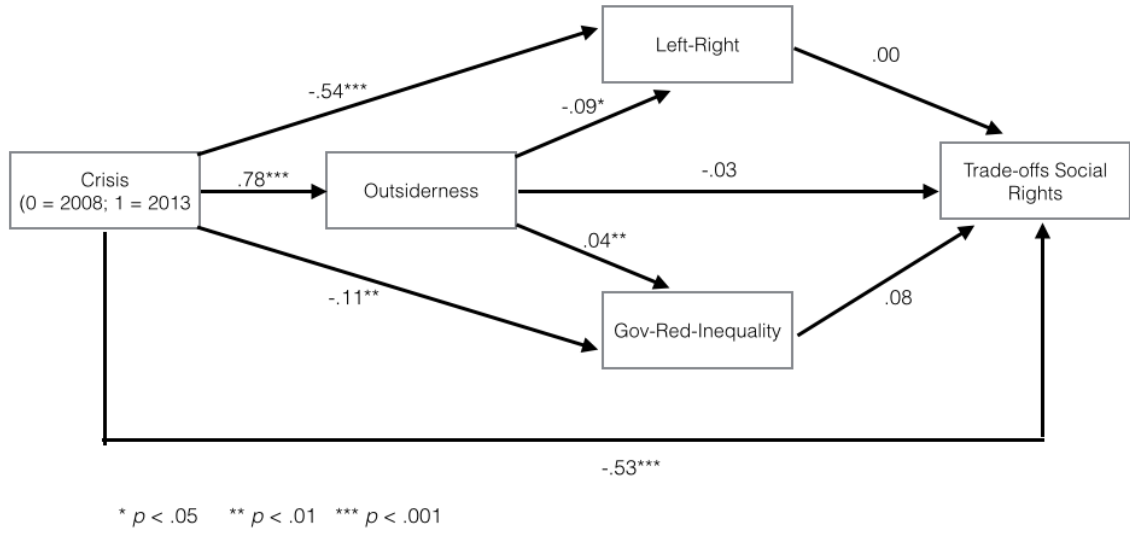 Left-Right
.00
-.54***
-.09*
Crisis
(0 = 2008; 1 = 2013
.78***
Outsiderness
-.03
Trade-offs Social
Rights
.04**
-.11**
Gov-Red-Inequality
.08
-.53***
* p < .05 ** p < .01 *** p < .001